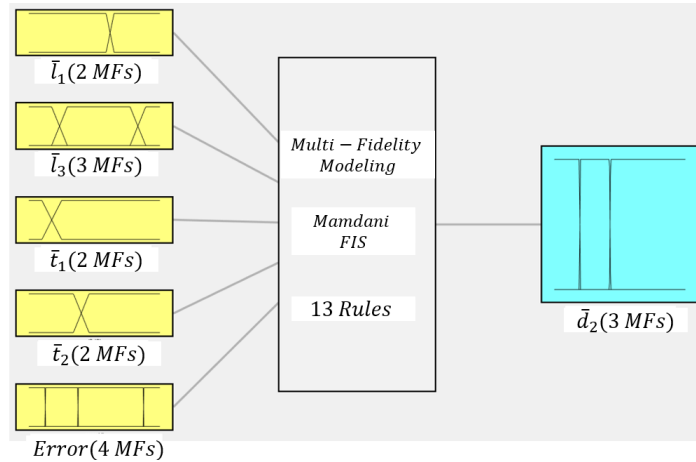 l̄₁(2 MFs)
l̄₃(3 MFs)
t̄₁(2 MFs)
t̄₂(2 MFs)
Error(4 MFs)
Multi − Fidelity
Modeling
Mamdani
FIS
13 Rules
d̄₂(3 MFs)